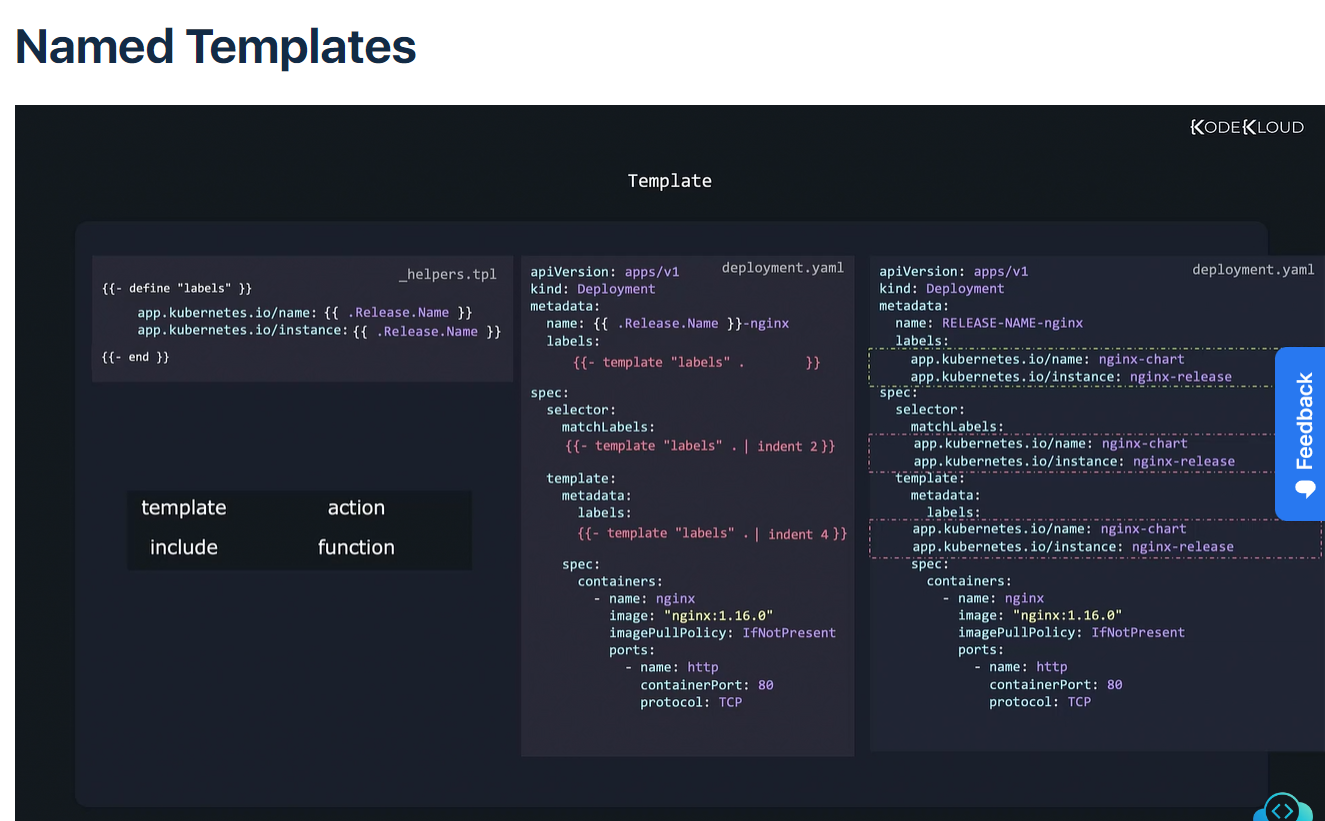 Named Templates
KODEKLOUD
Template
_helpers.tpl
{{- define "labels" }}
    app.kubernetes.io/name: {{ .Release.Name }}
    app.kubernetes.io/instance: {{ .Release.Name }}
{{- end }}
template action
include function
deployment.yaml
apiVersion: apps/v1
kind: Deployment
metadata:
  name: {{ .Release.Name }}-nginx
  labels:
     {{- template "labels" . }}
spec:
  selector:
    matchLabels:
    {{- template "labels" . | indent 2 }}
  template:
    metadata:
      labels:
      {{- template "labels" . | indent 4 }}
    spec:
      containers:
        - name: nginx
          image: "nginx:1.16.0"
          imagePullPolicy: IfNotPresent
          ports:
            - name: http
              containerPort: 80
              protocol: TCP
deployment.yaml
apiVersion: apps/v1
kind: Deployment
metadata:
  name: RELEASE-NAME-nginx
  labels:
    app.kubernetes.io/name: nginx-chart
    app.kubernetes.io/instance: nginx-release
spec:
  selector:
    matchLabels:
    app.kubernetes.io/name: nginx-chart
    app.kubernetes.io/instance: nginx-release
  template:
    metadata:
      labels:
    app.kubernetes.io/name: nginx-chart
    app.kubernetes.io/instance: nginx-release
    spec:
      containers:
        - name: nginx
          image: "nginx:1.16.0"
          imagePullPolicy: IfNotPresent
          ports:
            - name: http
              containerPort: 80
              protocol: TCP
Feedback